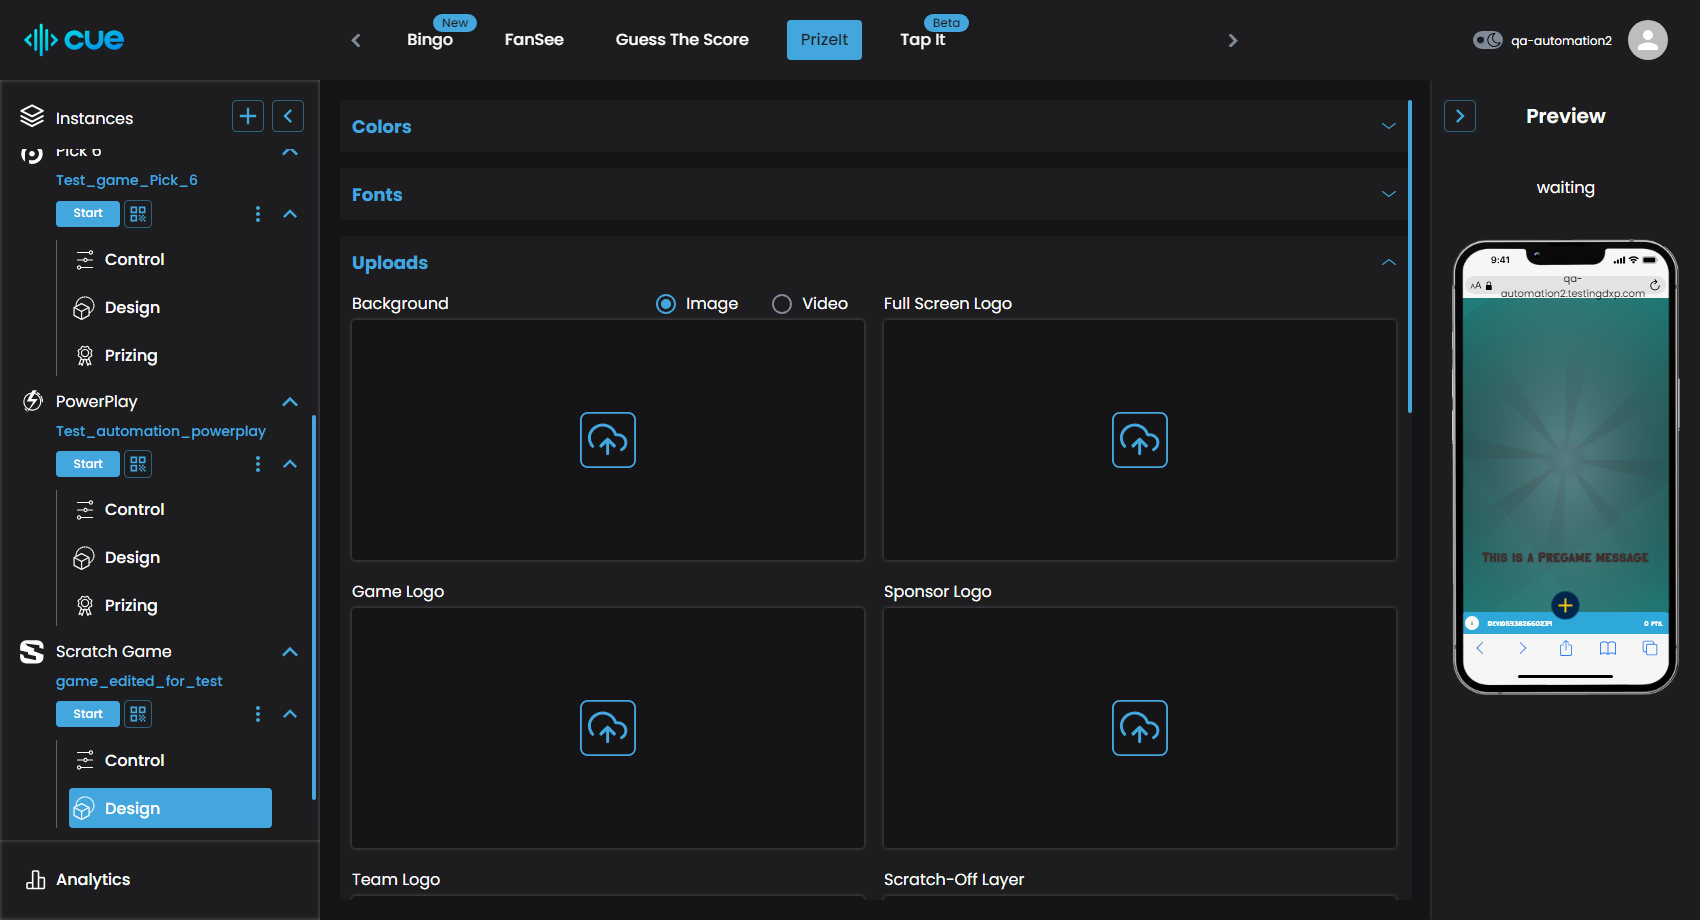 cue
New
Bingo
FanSee
Guess The Score
PrizeIt
Beta
Tap It
qa-automation2
Instances
Pick 6
Test_game_Pick_6
Start
Control
Design
Prizing
PowerPlay
Test_automation_powerplay
Start
Control
Design
Prizing
Scratch Game
game_edited_for_test
Start
Control
Design
Analytics
Colors
Fonts
Uploads
Background
Image
Video
Full Screen Logo
Game Logo
Sponsor Logo
Team Logo
Scratch-Off Layer
Preview
waiting
9:41
AA
qa-
automation2.testingdxp.com
This is a Pregame message
0 PTS.